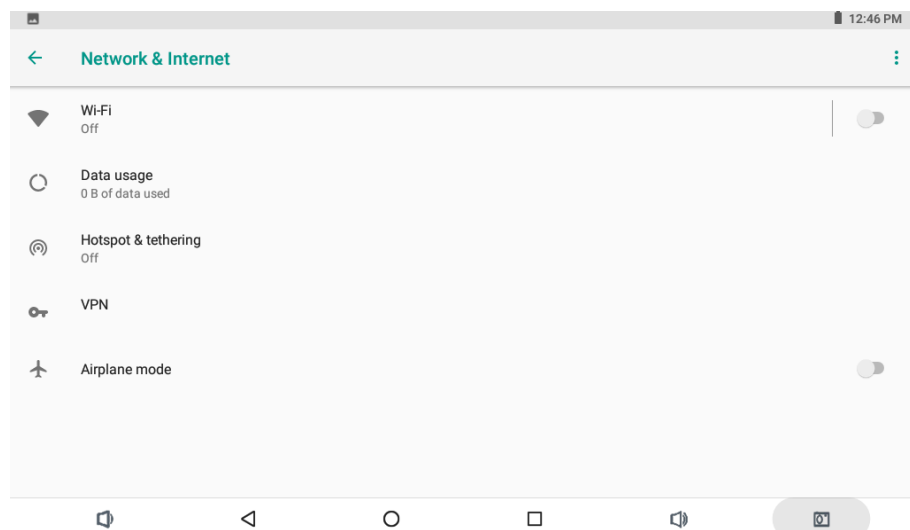 12:46 PM
Network & Internet
Wi-Fi
Off
Data usage
0 B of data used
Hotspot & tethering
Off
VPN
Airplane mode